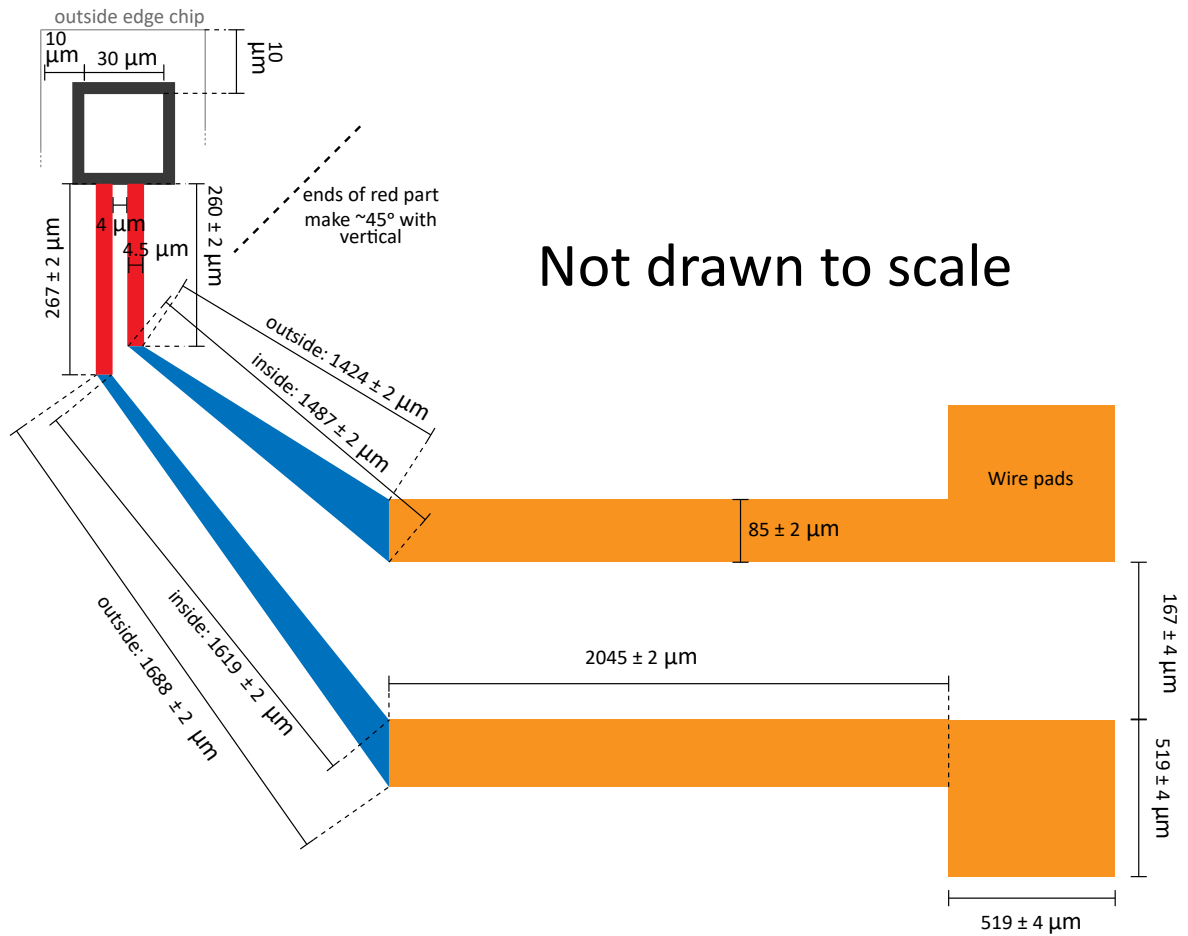 outside edge chip
10
μm
30 μm
10
μm
267 ± 2 μm
4 μm
4.5 μm
260 ± 2 μm
ends of red part
make ~45º with
vertical
Not drawn to scale
outside: 1424 ± 2 μm
inside: 1487 ± 2 μm
Wire pads
85 ± 2 μm
167 ± 4 μm
inside: 1619 ± 2 μm
outside: 1688 ± 2 μm
2045 ± 2 μm
519 ± 4 μm
519 ± 4 μm